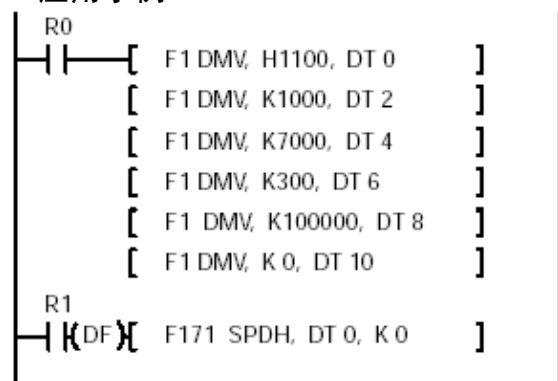 R0
[ F1 DMV, H1100, DT 0 ]
[ F1 DMV, K1000, DT 2 ]
[ F1 DMV, K7000, DT 4 ]
[ F1 DMV, K300, DT 6 ]
[ F1 DMV, K100000, DT 8 ]
[ F1 DMV, K 0, DT 10 ]
R1
(DF) [ F171 SPDH, DT 0, K 0 ]